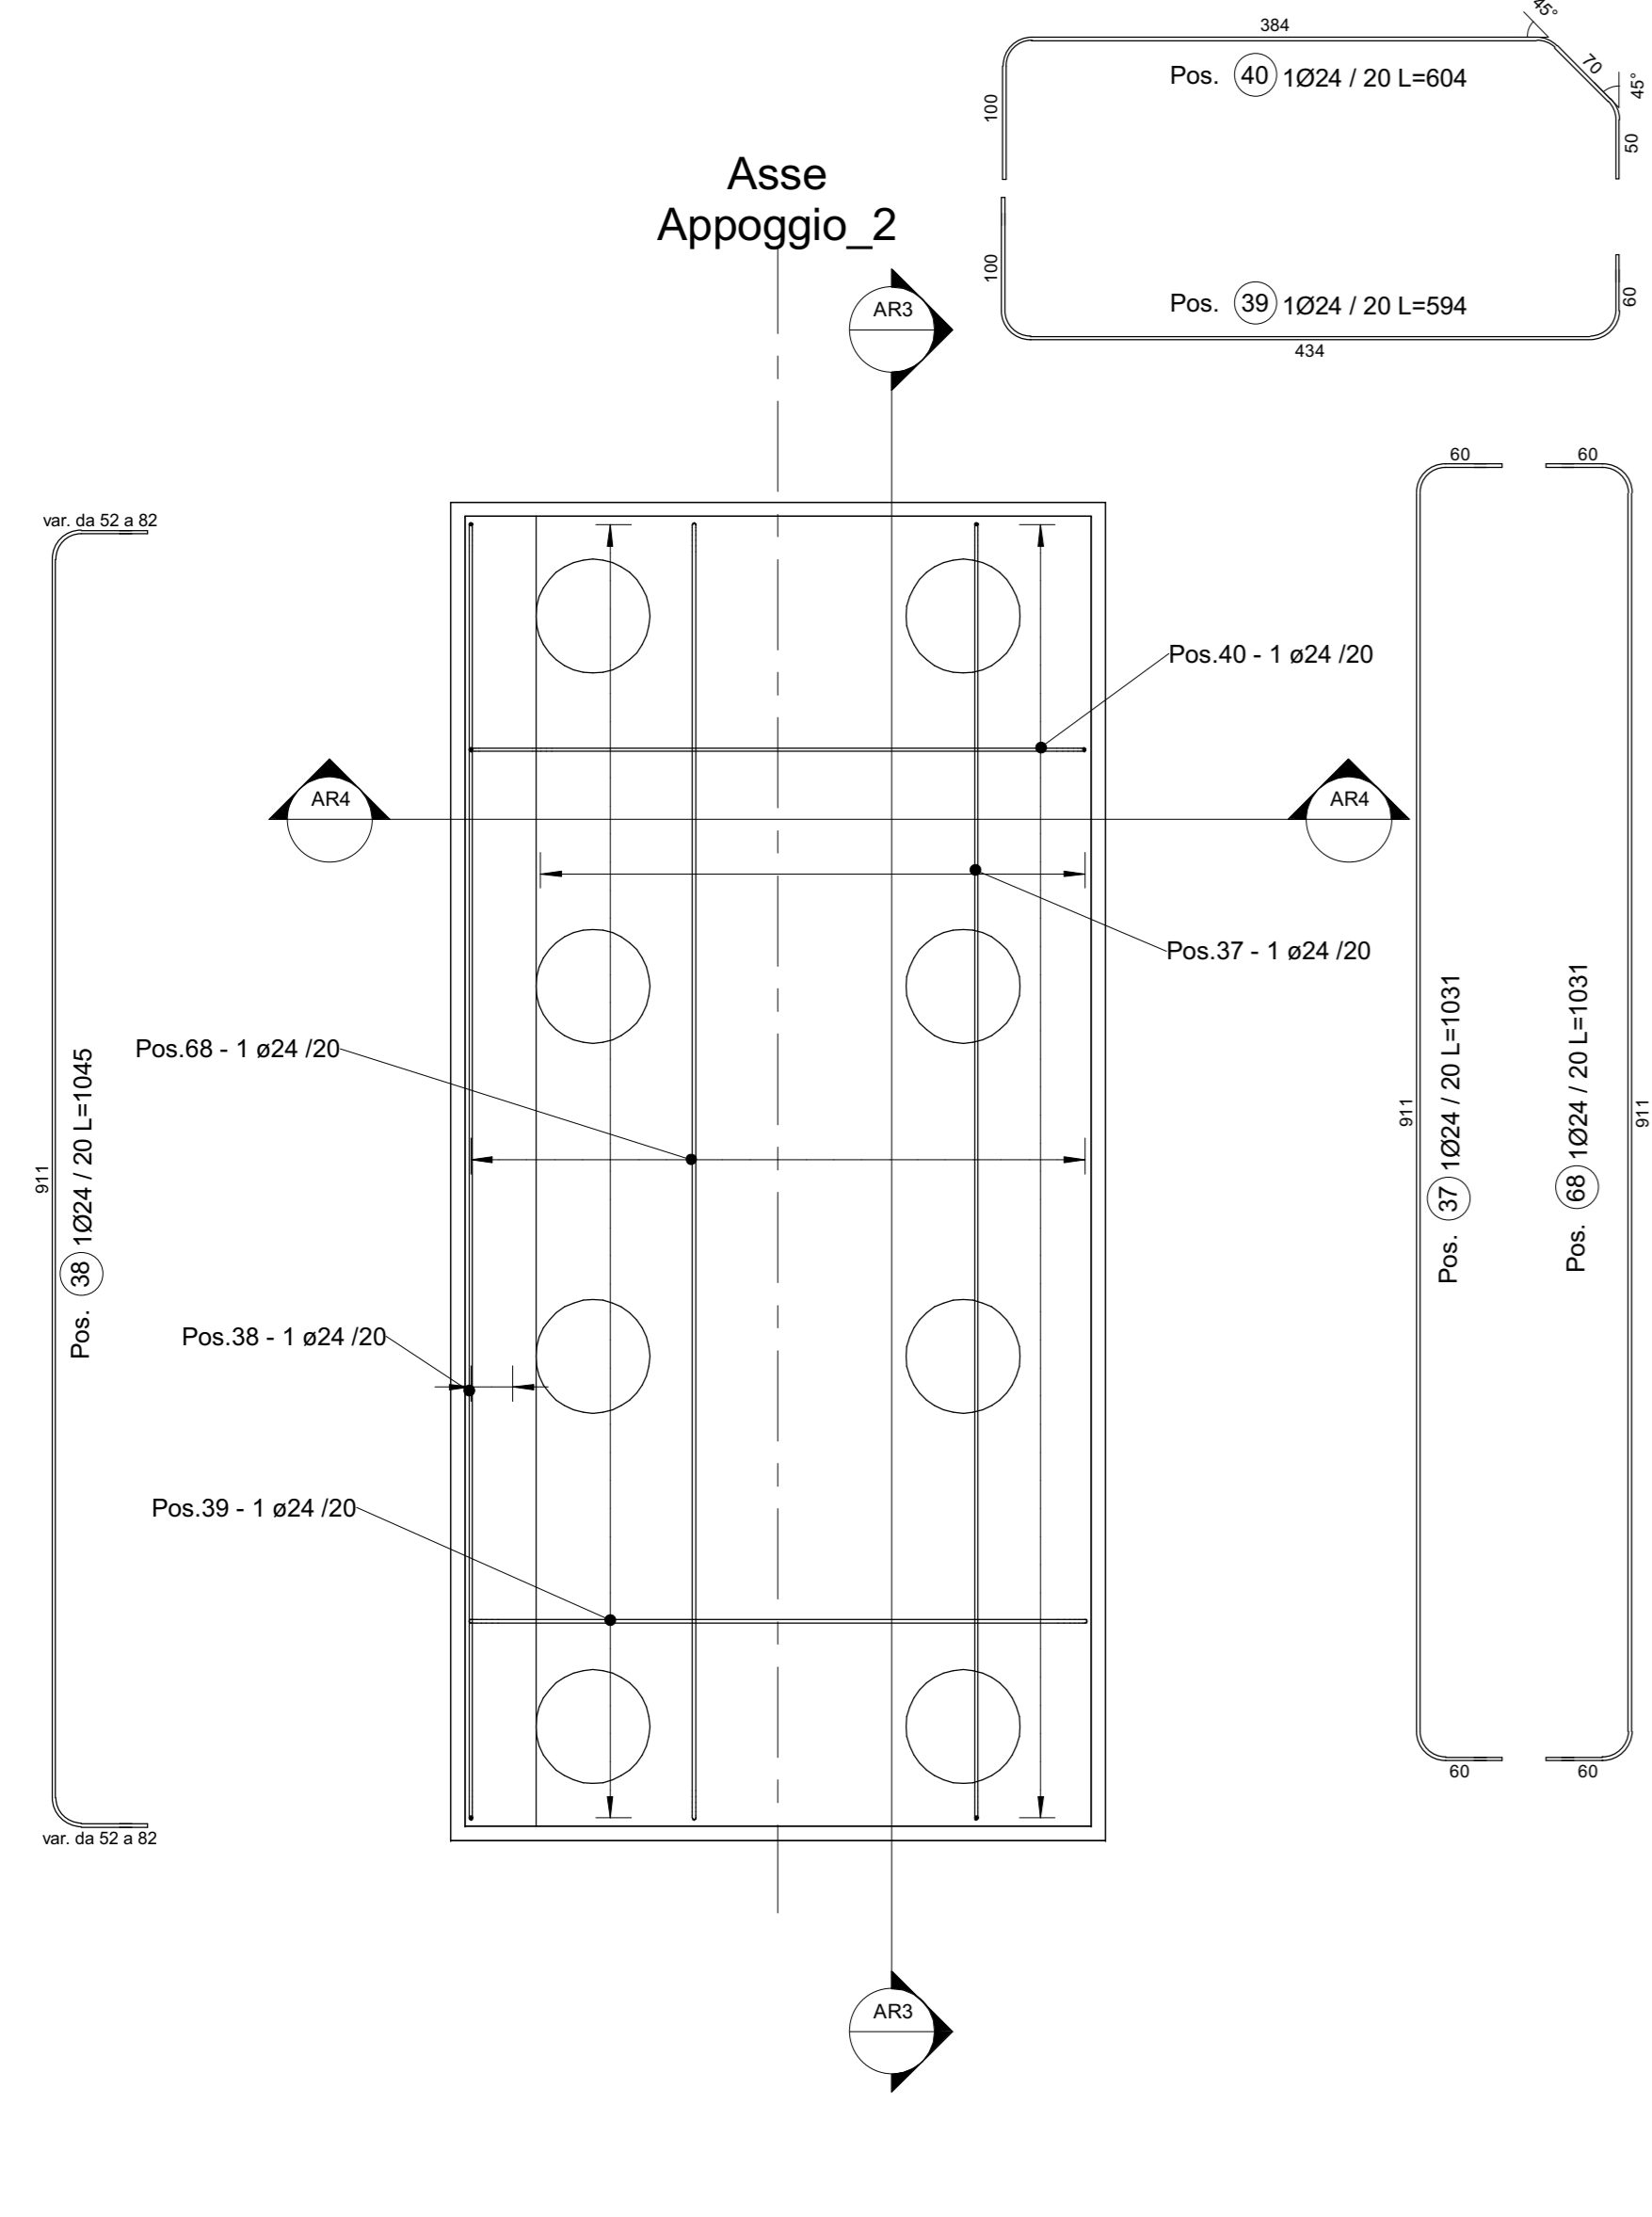 45°
384
70
Pos. 40 1Ø24 / 20 L=604
45°
100
50
Asse
Appoggio_2
100
60
Pos. 39 1Ø24 / 20 L=594
AR3
434
60
60
var. da 52 a 82
Pos.40 - 1 ø24 /20
AR4
AR4
Pos.37 - 1 ø24 /20
Pos.68 - 1 ø24 /20
911
Pos. 38 1Ø24 / 20 L=1045
911
Pos. 37 1Ø24 / 20 L=1031
Pos. 68 1Ø24 / 20 L=1031
911
Pos.38 - 1 ø24 /20
Pos.39 - 1 ø24 /20
60
60
var. da 52 a 82
AR3